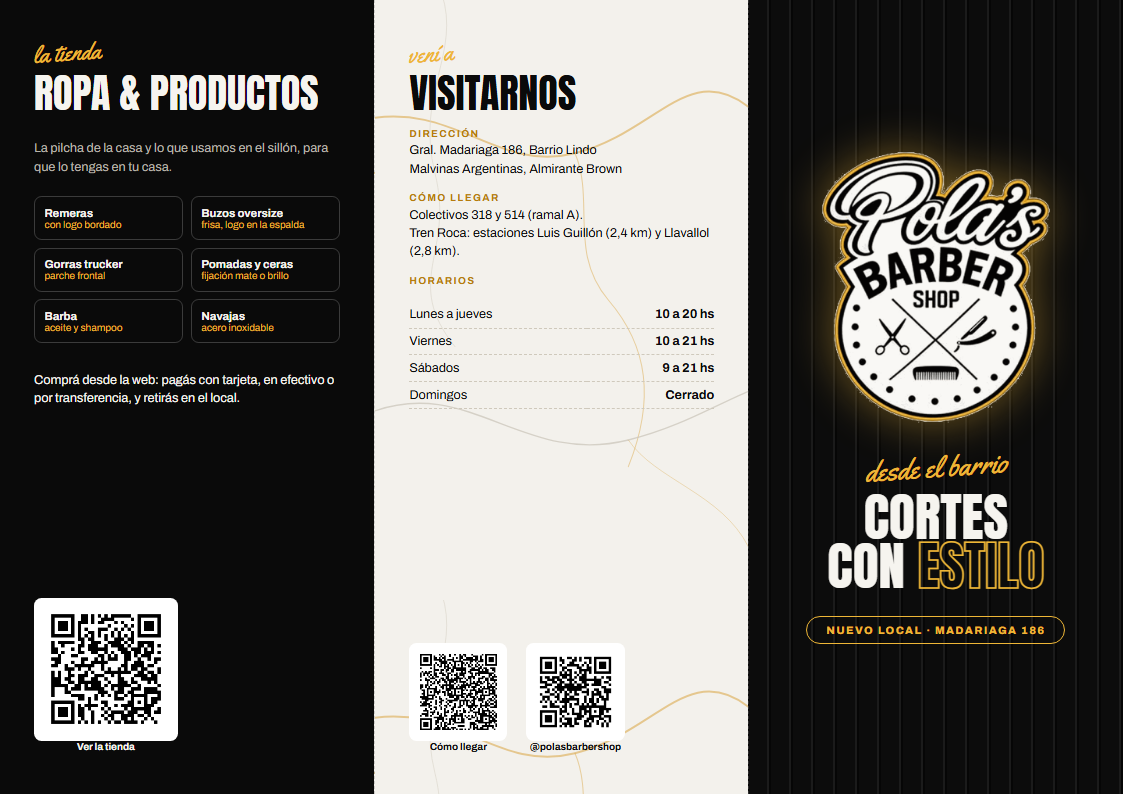 la tienda
ROPA & PRODUCTOS
La pilcha de la casa y lo que usamos en el sillón, para
que lo tengas en tu casa.
Remeras
con logo bordado
Buzos oversize
frisa, logo en la espalda
Gorras trucker
parche frontal
Pomadas y ceras
fijación mate o brillo
Barba
aceite y shampoo
Navajas
acero inoxidable
Comprá desde la web: pagás con tarjeta, en efectivo o
por transferencia, y retirás en el local.
Ver la tienda
vení a
VISITARNOS
DIRECCIÓN
Gral. Madariaga 186, Barrio Lindo
Malvinas Argentinas, Almirante Brown
CÓMO LLEGAR
Colectivos 318 y 514 (ramal A).
Tren Roca: estaciones Luis Guillón (2,4 km) y Llavallol
(2,8 km).
HORARIOS
Lunes a jueves 10 a 20 hs
Viernes 10 a 21 hs
Sábados 9 a 21 hs
Domingos Cerrado
Cómo llegar
@polasbarbershop
Pola's
BARBER
SHOP
desde el barrio
CORTES
CON ESTILO
NUEVO LOCAL · MADARIAGA 186